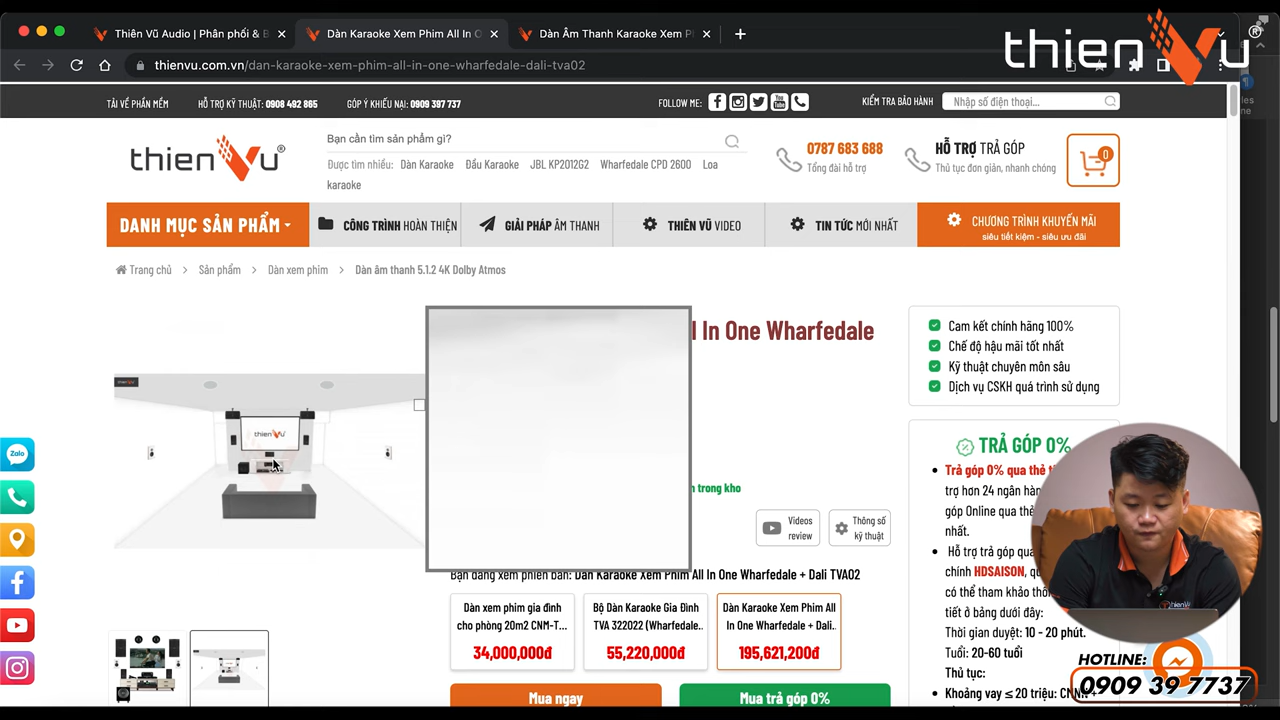 Thiên Vũ Audio | Phân phối & B
Dàn Karaoke Xem Phim All In O
Dàn Âm Thanh Karaoke Xem P
thienVu
thienvu.com.vn/dan-karaoke-xem-phim-all-in-one-wharfedale-dali-tva02
TẢI VỀ PHẦN MỀM
HỖ TRỢ KỸ THUẬT: 0908 492 865
GÓP Ý KHIẾU NẠI: 0909 397 737
FOLLOW ME:
KIỂM TRA BẢO HÀNH
Nhập số điện thoại...
thienVu®
Bạn cần tìm sản phẩm gì?
Được tìm nhiều: Dàn Karaoke Đầu Karaoke JBL KP2012G2 Wharfedale CPD 2600 Loa
karaoke
0787 683 688
Tổng đài hỗ trợ
HỖ TRỢ TRẢ GÓP
Thủ tục đơn giản, nhanh chóng
0
DANH MỤC SẢN PHẨM
CÔNG TRÌNH HOÀN THIỆN
GIẢI PHÁP ÂM THANH
THIÊN VŨ VIDEO
TIN TỨC MỚI NHẤT
CHƯƠNG TRÌNH KHUYẾN MÃI
siêu tiết kiệm - siêu ưu đãi
Trang chủ > Sản phẩm > Dàn xem phim > Dàn âm thanh 5.1.2 4K Dolby Atmos
l In One Wharfedale
n trong kho
Videos
review
Thông số
kỹ thuật
Bạn đang xem phiên bản: Dàn Karaoke Xem Phim All In One Wharfedale + Dali TVA02
Dàn xem phim gia đình
cho phòng 20m2 CNM-T...
34,000,000đ
Bộ Dàn Karaoke Gia Đình
TVA 322022 (Wharfedale..
55,220,000đ
Dàn Karaoke Xem Phim All
In One Wharfedale + Dali..
195,621,200đ
Mua ngay
Mua trả góp 0%
Cam kết chính hãng 100%
Chế độ hậu mãi tốt nhất
Kỹ thuật chuyên môn sâu
Dịch vụ CSKH quá trình sử dụng
TRẢ GÓP 0%
Trả góp 0% qua thẻ t
trợ hơn 24 ngân hàn
góp Online qua thẻ
nhất.
Hỗ trợ trả góp qua
chính HDSAISON, qu
có thể tham khảo thô
tiết ở bảng dưới đây:
Thời gian duyệt: 10 - 20 phút.
Tuổi: 20-60 tuổi
Thủ tục:
Khoảng vay ≤ 20 triệu: CNNN +
Zalo
thienVu
thienVu
HOTLINE:
0909 39 7737